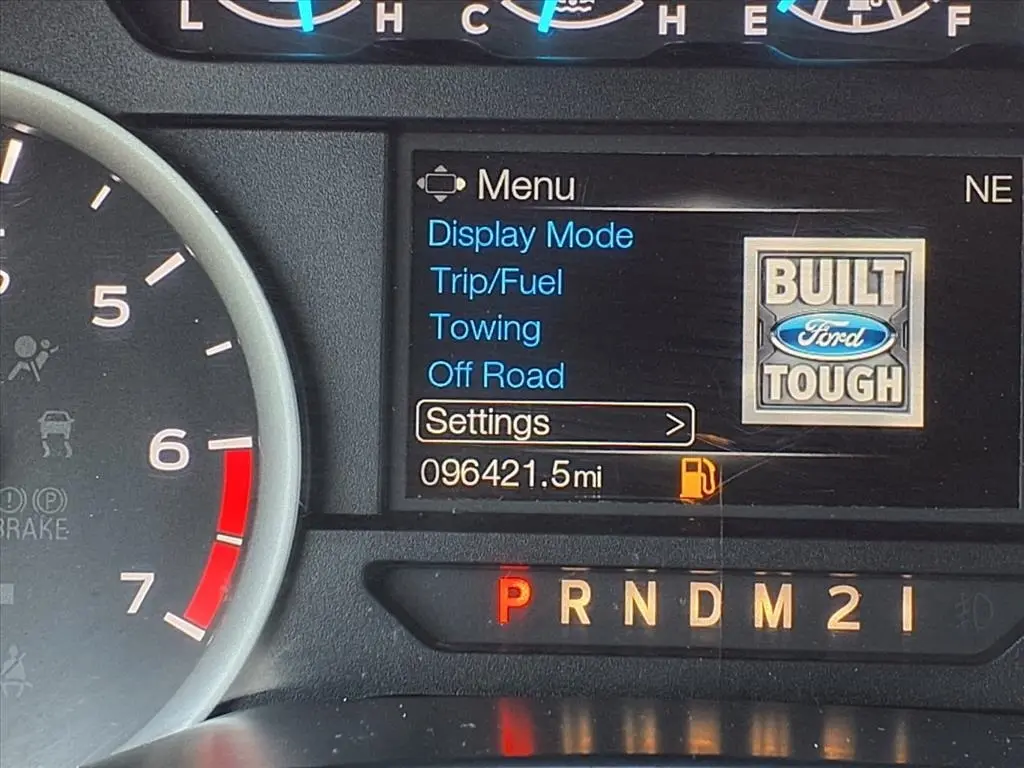 L H C H E F
Menu NE
Display Mode
Trip/Fuel
Towing
Off Road
Settings >
096421.5mi
BUILT
Ford
TOUGH
5
6
7
BRAKE
P R N D M 2 1